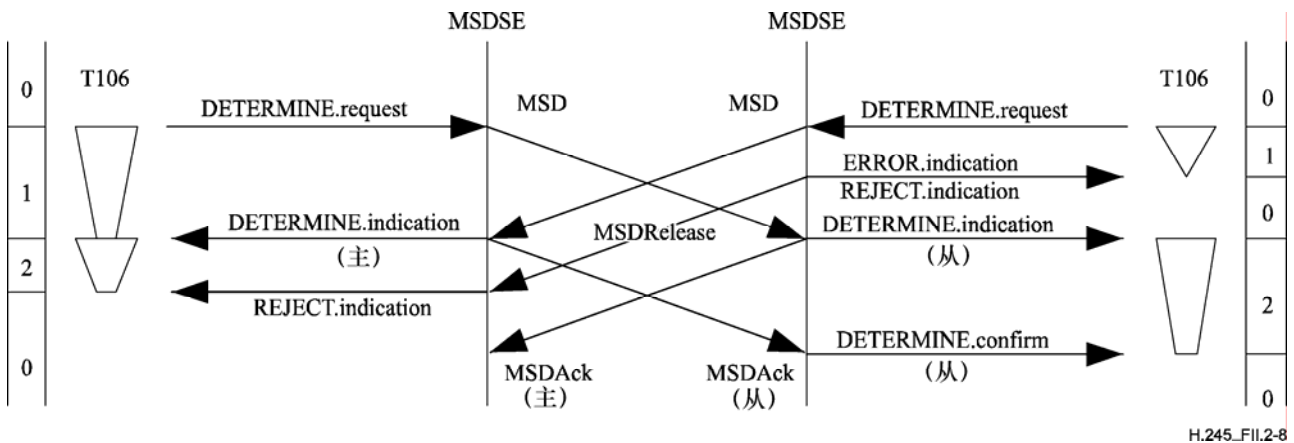 MSDSE
MSDSE
T106
T106
0
0
DETERMINE.request
MSD
MSD
DETERMINE.request
1
1
ERROR.indication
REJECT.indication
0
DETERMINE.indication
MSDRelease
DETERMINE.indication
(主)
(从)
2
2
REJECT.indication
DETERMINE.confirm
0
MSDAck
MSDAck
(从)
(主)
(从)
0
H.245_FII.2-8